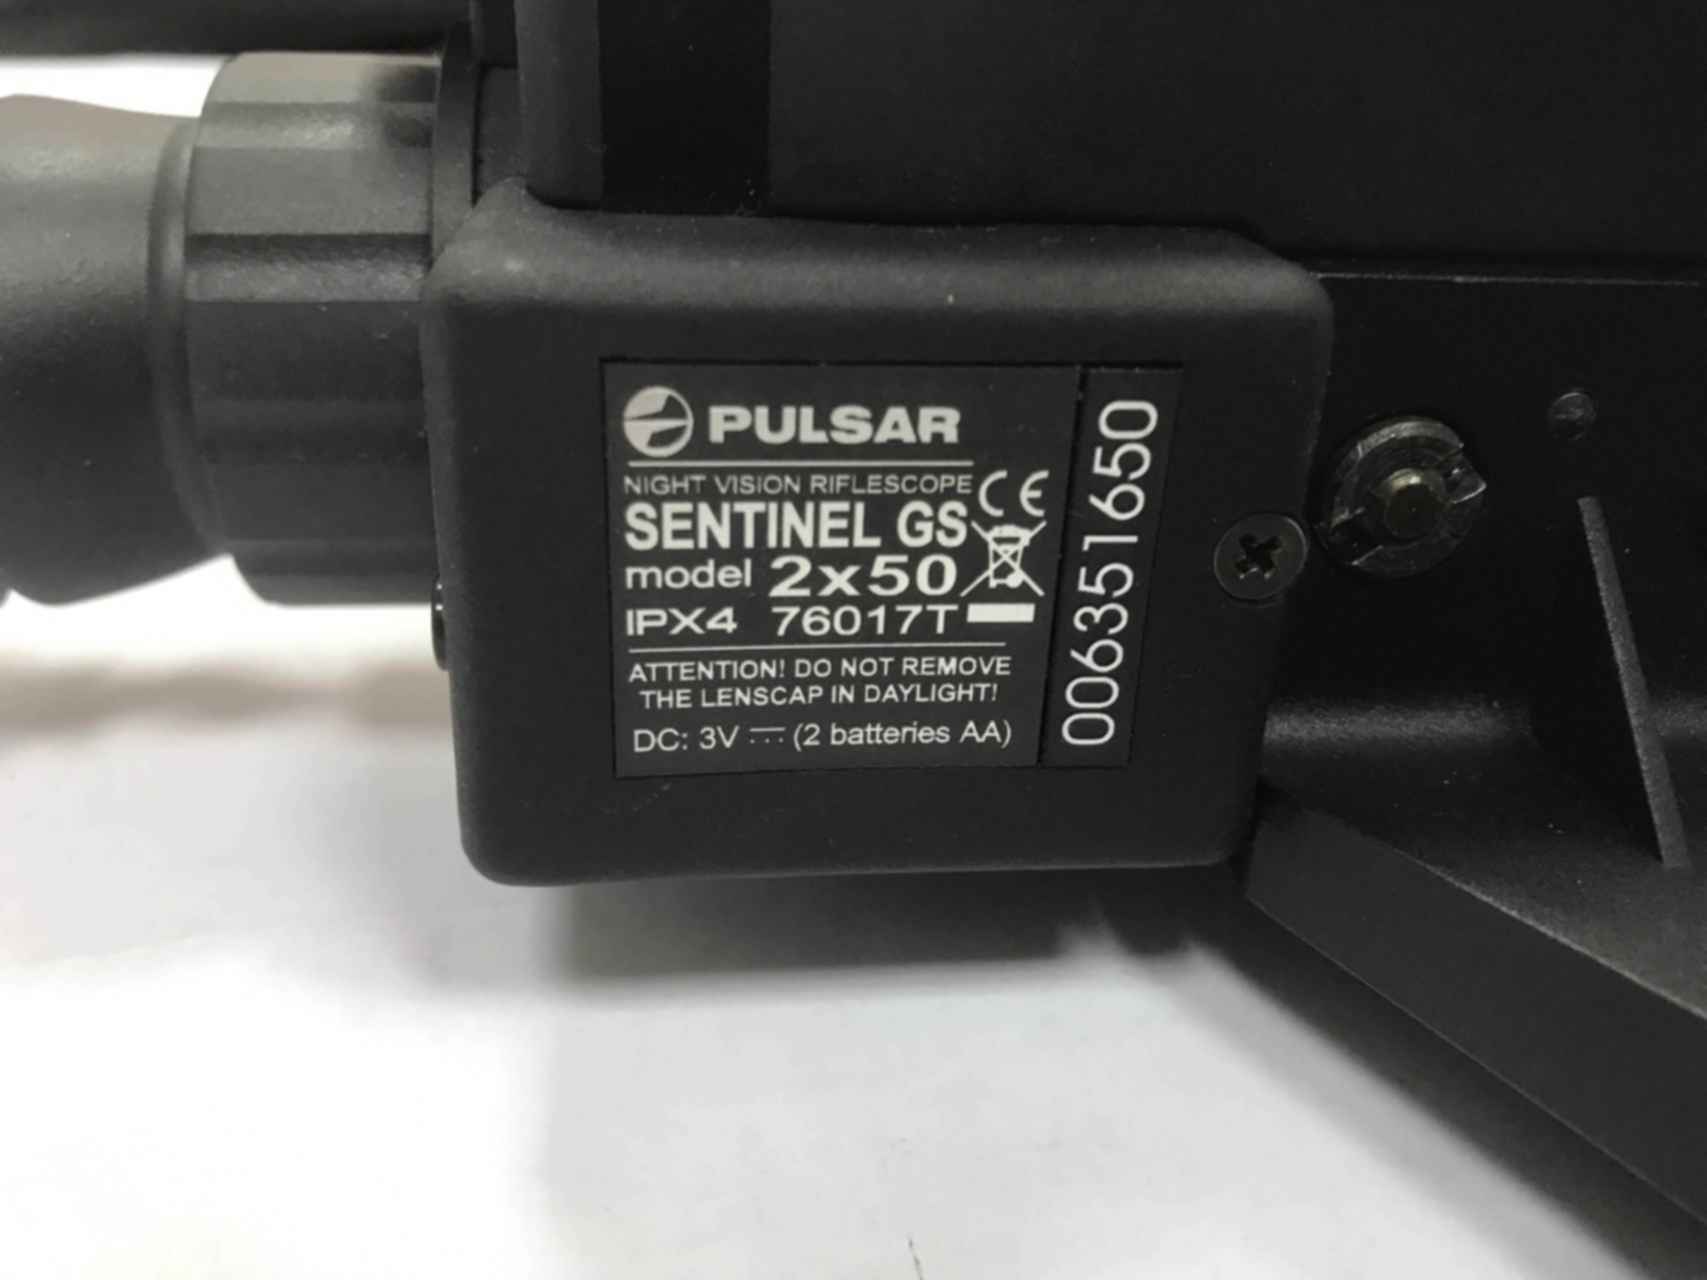 PULSAR
NIGHT VISION RIFLESCOPE
SENTINEL GS
model 2x50
IPX4 76017T
ATTENTION! DO NOT REMOVE
THE LENSCAP IN DAYLIGHT!
DC: 3V ⎓ (2 batteries AA)
CE
006351650